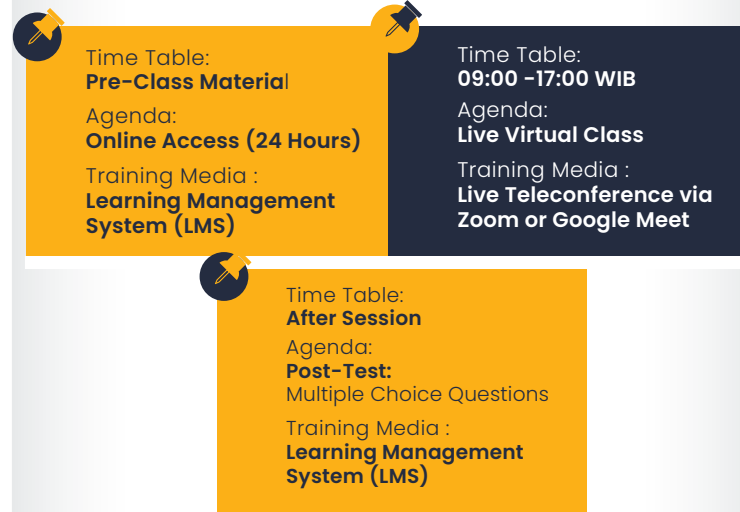 Time Table:
Pre-Class Material
Agenda:
Online Access (24 Hours)
Training Media :
Learning Management
System (LMS)
Time Table:
09:00 -17:00 WIB
Agenda:
Live Virtual Class
Training Media :
Live Teleconference via
Zoom or Google Meet
Time Table:
After Session
Agenda:
Post-Test:
Multiple Choice Questions
Training Media :
Learning Management
System (LMS)